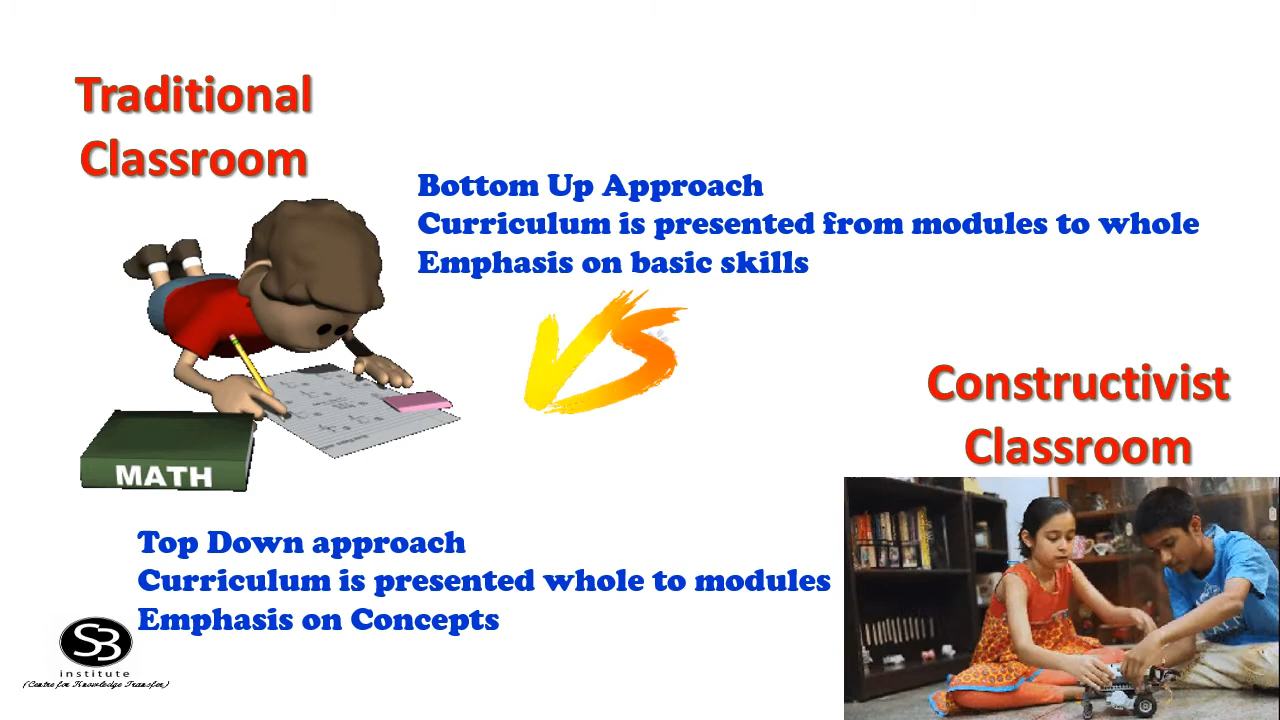 Traditional
Classroom
Bottom Up Approach
Curriculum is presented from modules to whole
Emphasis on basic skills
VS
MATH
Constructivist
Classroom
Top Down approach
Curriculum is presented whole to modules
Emphasis on Concepts
SB
institute
(Centre for Knowledge Transfer)